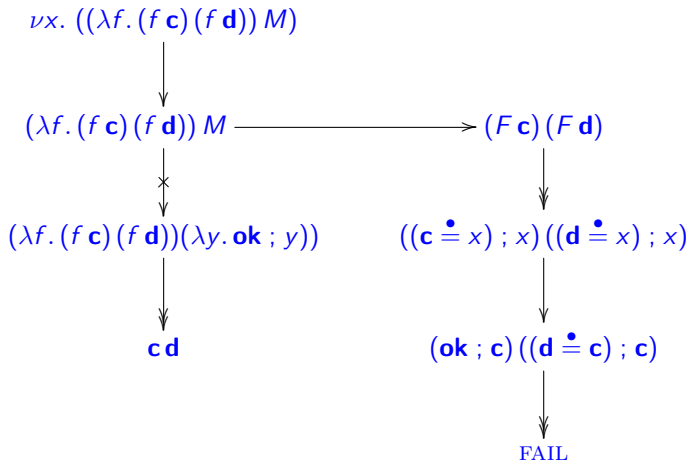 νx. ((λf. (f c) (f d)) M)
(λf. (f c) (f d)) M (F c) (F d)
(λf. (f c) (f d))(λy. ok ; y)) ((c ≐ x) ; x) ((d ≐ x) ; x)
c d (ok ; c) ((d ≐ c) ; c)
FAIL